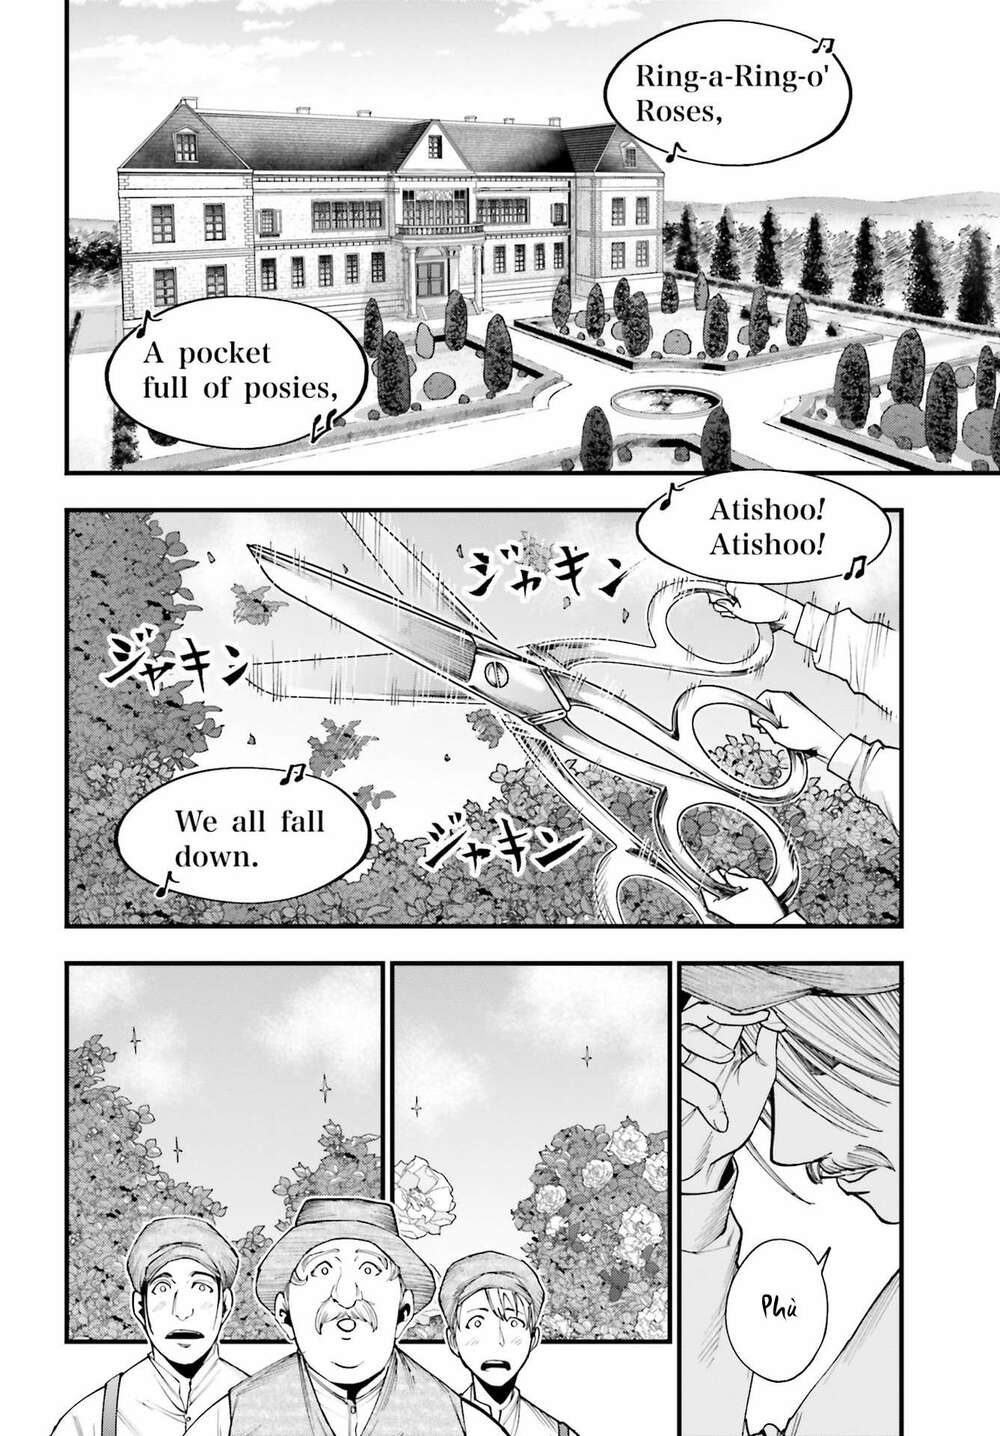 Ring-a-Ring-o'
Roses,
A pocket
full of posies,
Atishoo!
Atishoo!
ジャキン
ジャキン
We all fall
down.
ジャキン
Phù